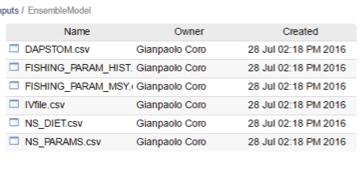 nputs / EnsembleModel
Name Owner Created
DAPSTOM.csv Gianpaolo Coro 28 Jul 02:18 PM 2016
FISHING_PARAM_HIST. Gianpaolo Coro 28 Jul 02:18 PM 2016
FISHING_PARAM_MSY.( Gianpaolo Coro 28 Jul 02:18 PM 2016
IVfile.csv Gianpaolo Coro 28 Jul 02:18 PM 2016
NS_DIET.csv Gianpaolo Coro 28 Jul 02:18 PM 2016
NS_PARAMS.csv Gianpaolo Coro 28 Jul 02:18 PM 2016